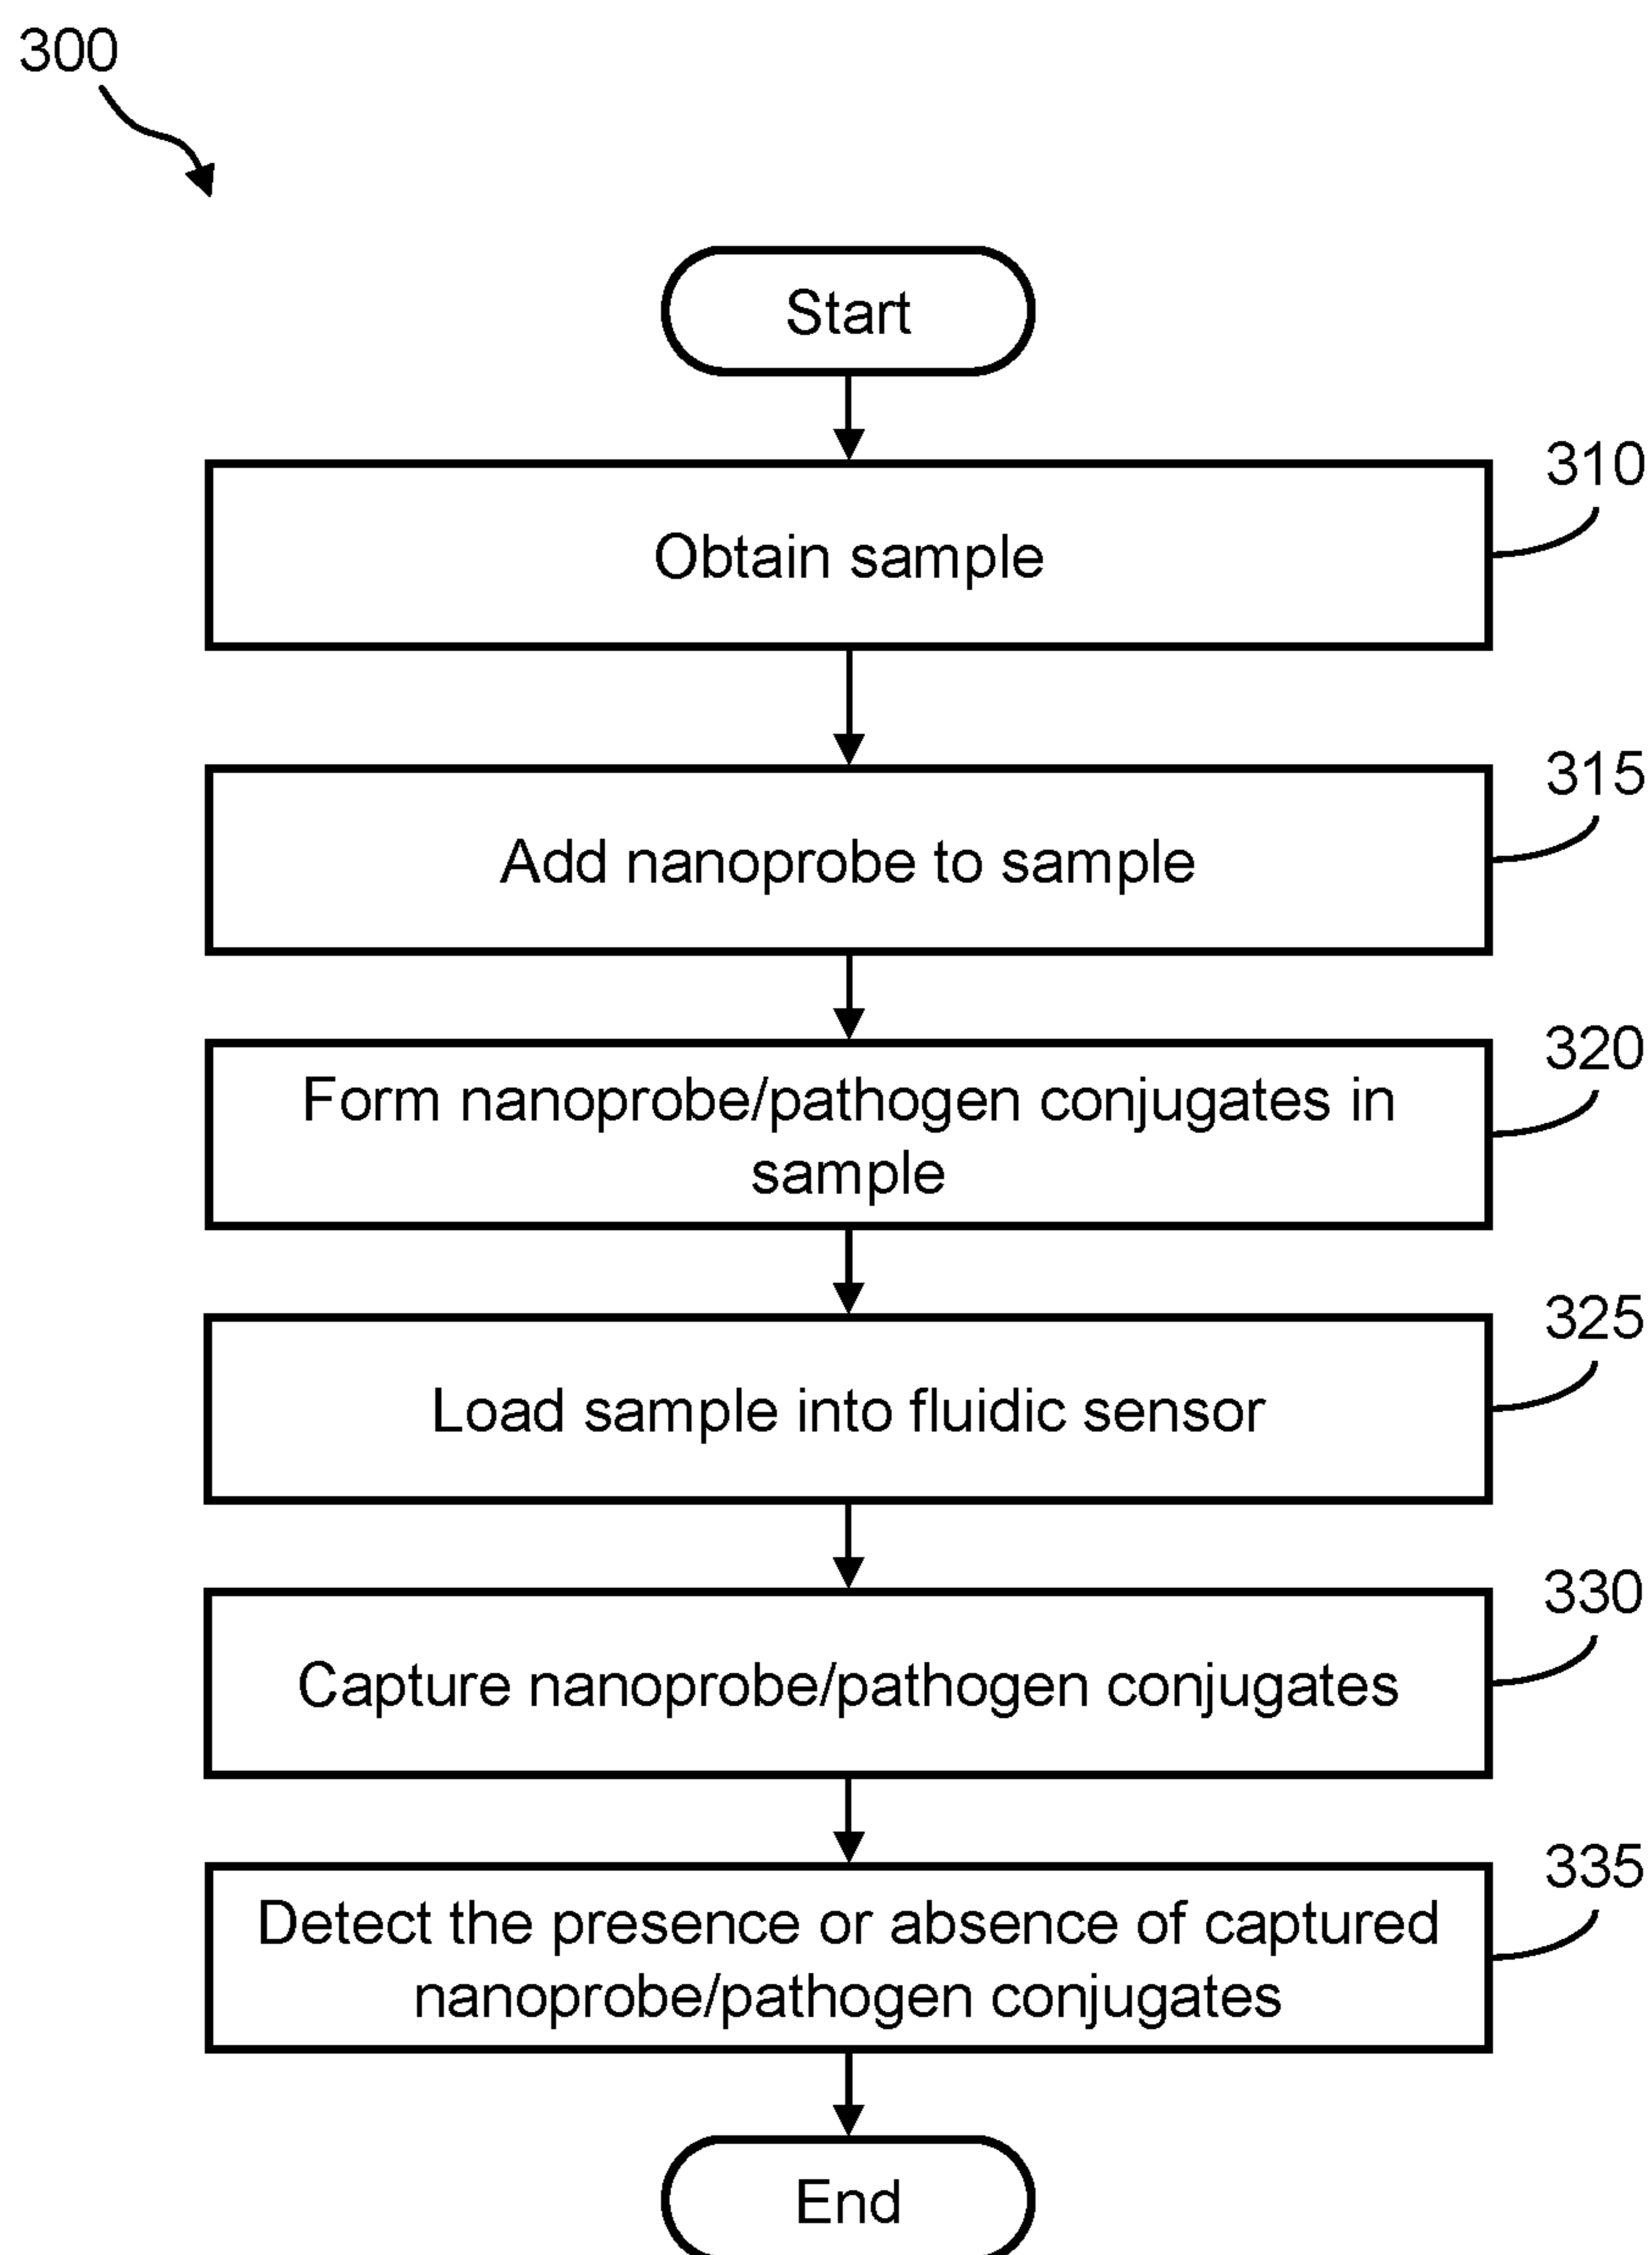 300
Start
310
Obtain sample
315
Add nanoprobe to sample
320
Form nanoprobe/pathogen conjugates in
sample
325
Load sample into fluidic sensor
330
Capture nanoprobe/pathogen conjugates
335
Detect the presence or absence of captured
nanoprobe/pathogen conjugates
End